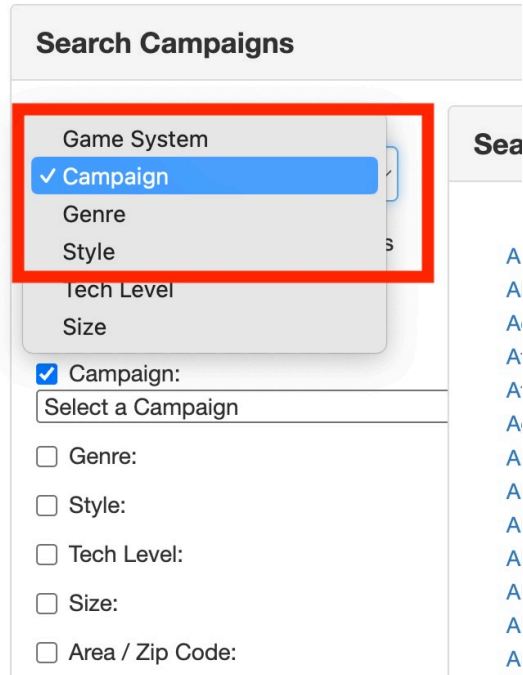 Search Campaigns
Game System
✓ Campaign
Genre
Style
Tech Level
Size
Campaign:
Select a Campaign
Genre:
Style:
Tech Level:
Size:
Area / Zip Code:
Sea